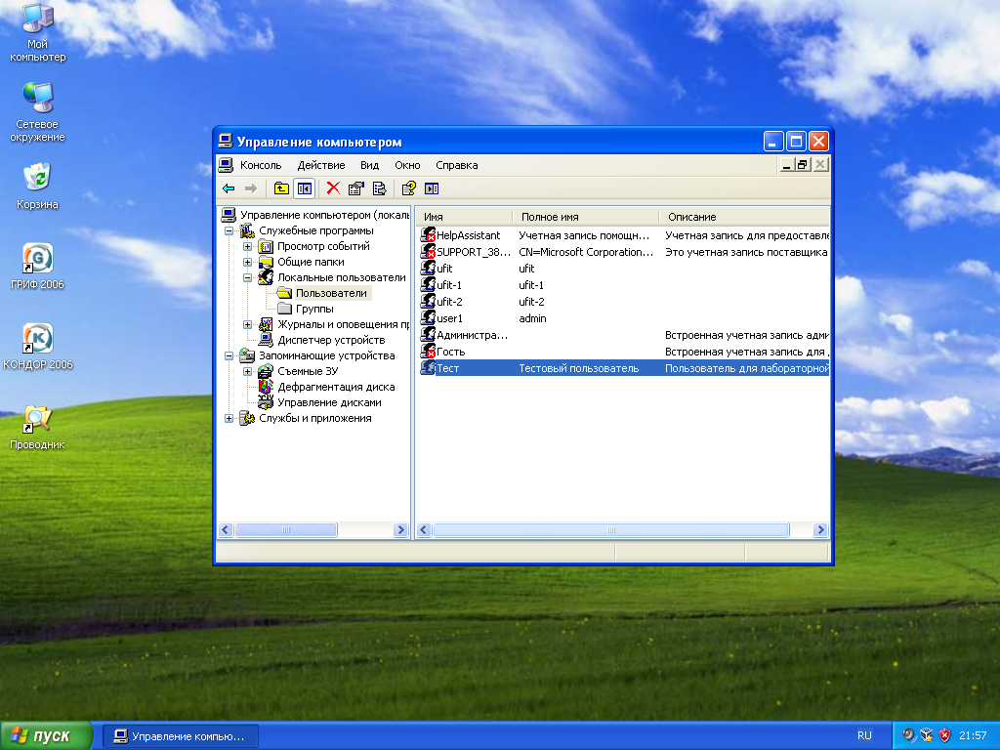 Мой
компьютер
Сетевое
окружение
Корзина
ГРИФ 2006
КОНДОР 2006
Проводник
Управление компьютером
Консоль Действие Вид Окно Справка
Управление компьютером (локаль
Служебные программы
Просмотр событий
Общие папки
Локальные пользователи
Пользователи
Группы
Журналы и оповещения пр
Диспетчер устройств
Запоминающие устройства
Съемные ЗУ
Дефрагментация диска
Управление дисками
Службы и приложения
Имя Полное имя Описание
HelpAssistant Учетная запись помощн... Учетная запись для предоставле
SUPPORT_38... CN=Microsoft Corporation... Это учетная запись поставщика
ufit ufit
ufit-1 ufit-1
ufit-2 ufit-2
user1 admin
Администра... Встроенная учетная запись адми
Гость Встроенная учетная запись для
Тест Тестовый пользователь Пользователь для лабораторной
пуск
Управление компью...
RU
21:57